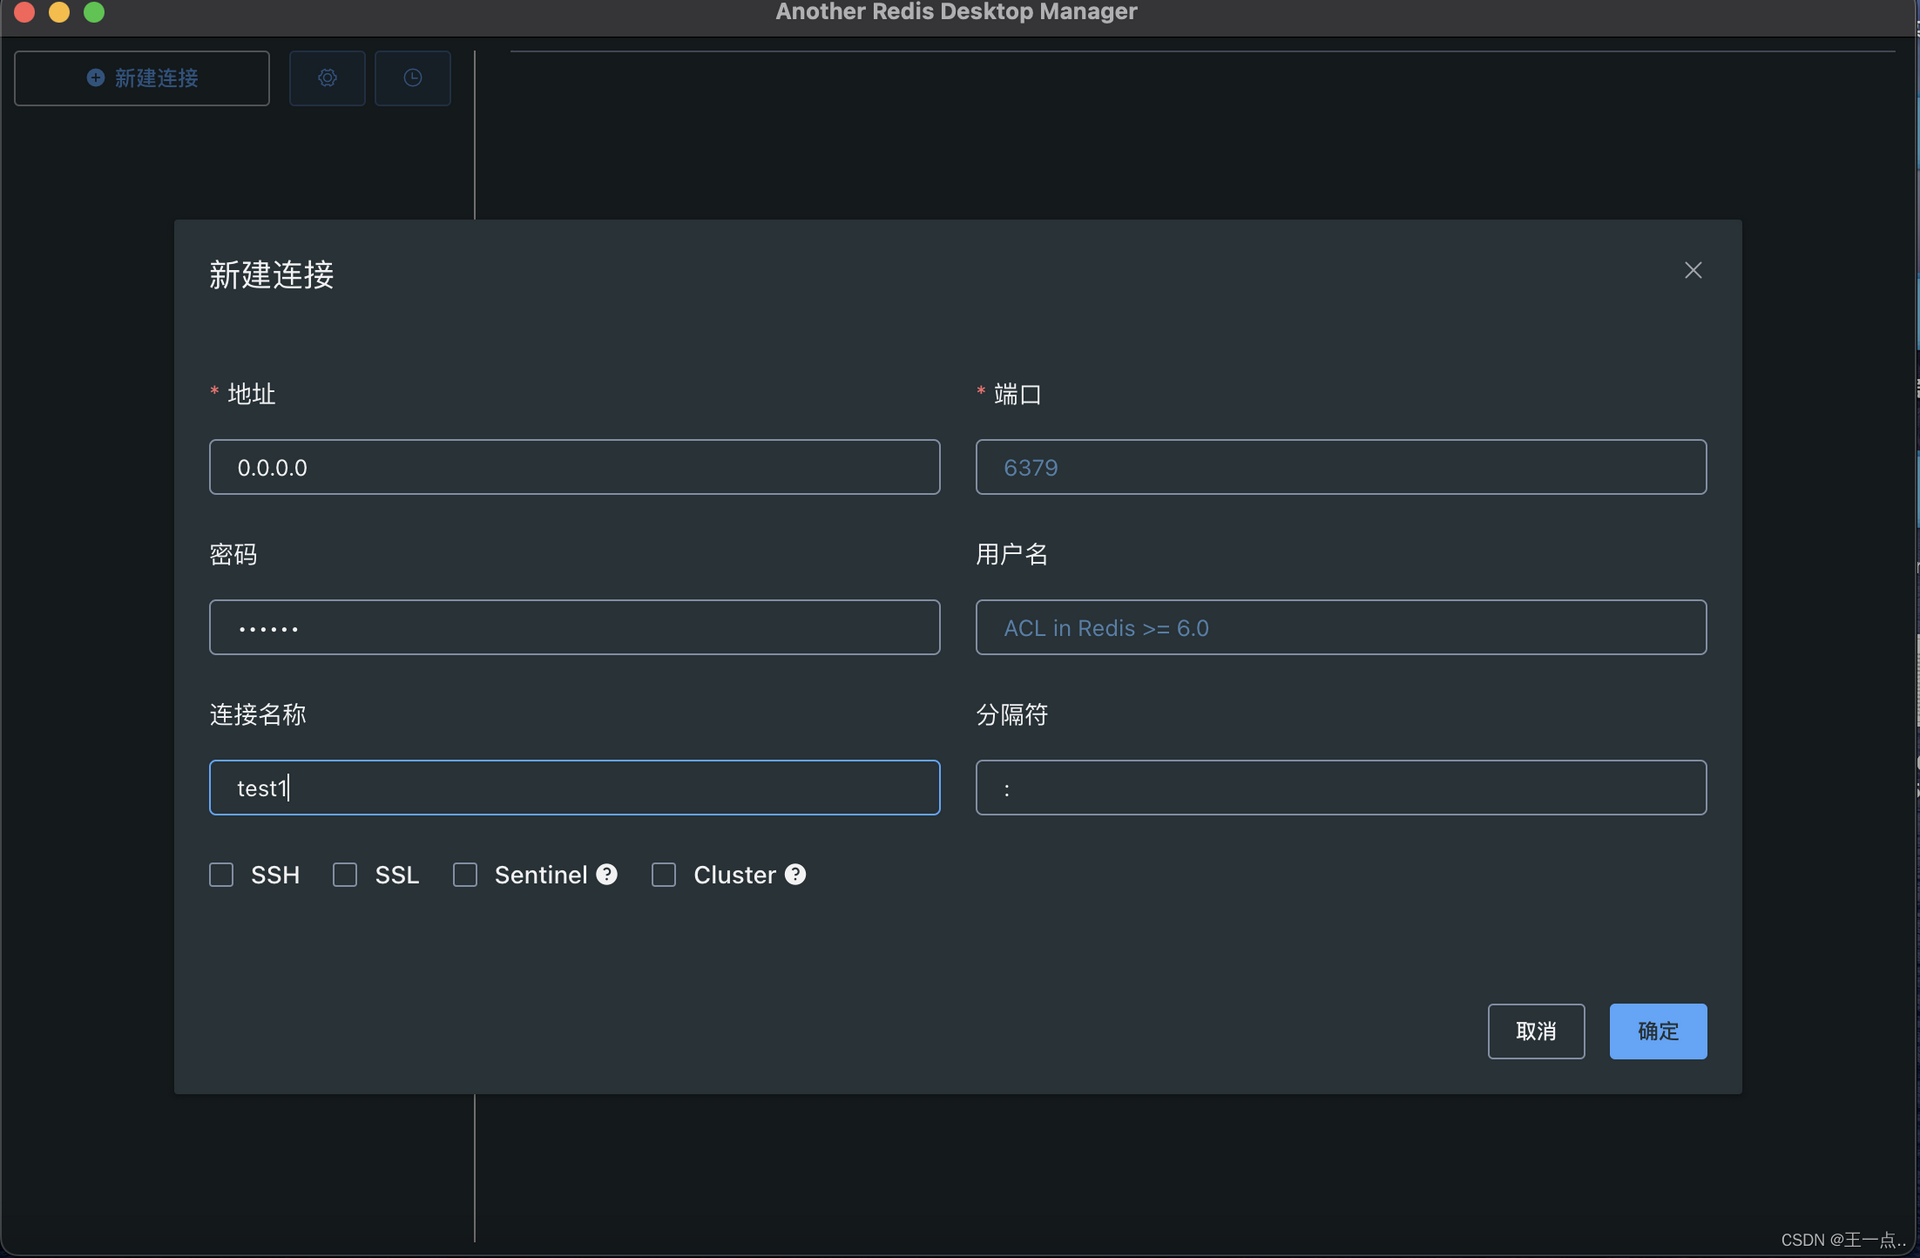 Another Redis Desktop Manager
新建连接
新建连接
* 地址
* 端口
0.0.0.0
6379
密码
用户名
••••••
ACL in Redis >= 6.0
连接名称
分隔符
test1
:
SSH SSL Sentinel ? Cluster ?
取消 确定
CSDN @王一点..